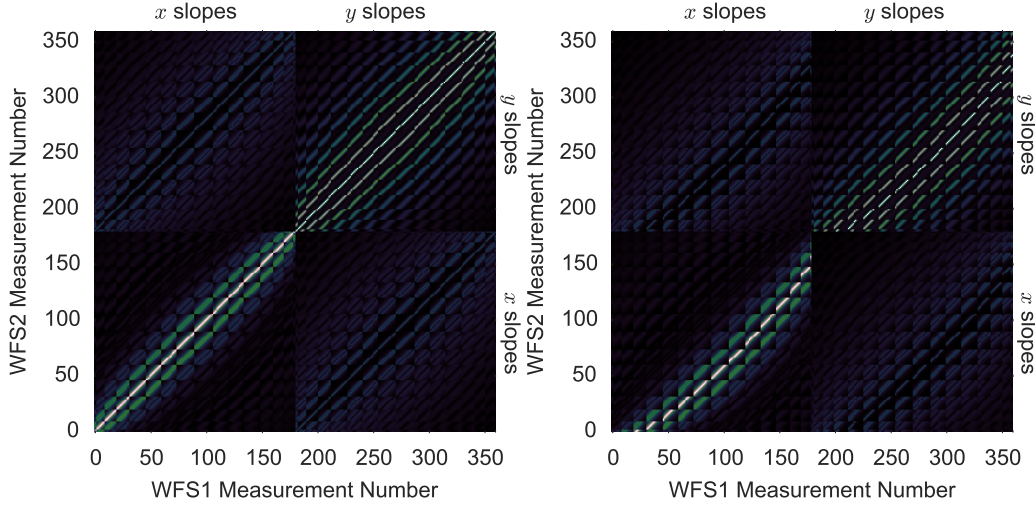 x slopes
y slopes
WFS2 Measurement Number
350
300
250
200
150
100
50
0
y slopes
x slopes
0 50 100 150 200 250 300 350
WFS1 Measurement Number
x slopes
y slopes
WFS2 Measurement Number
350
300
250
200
150
100
50
0
y slopes
x slopes
0 50 100 150 200 250 300 350
WFS1 Measurement Number